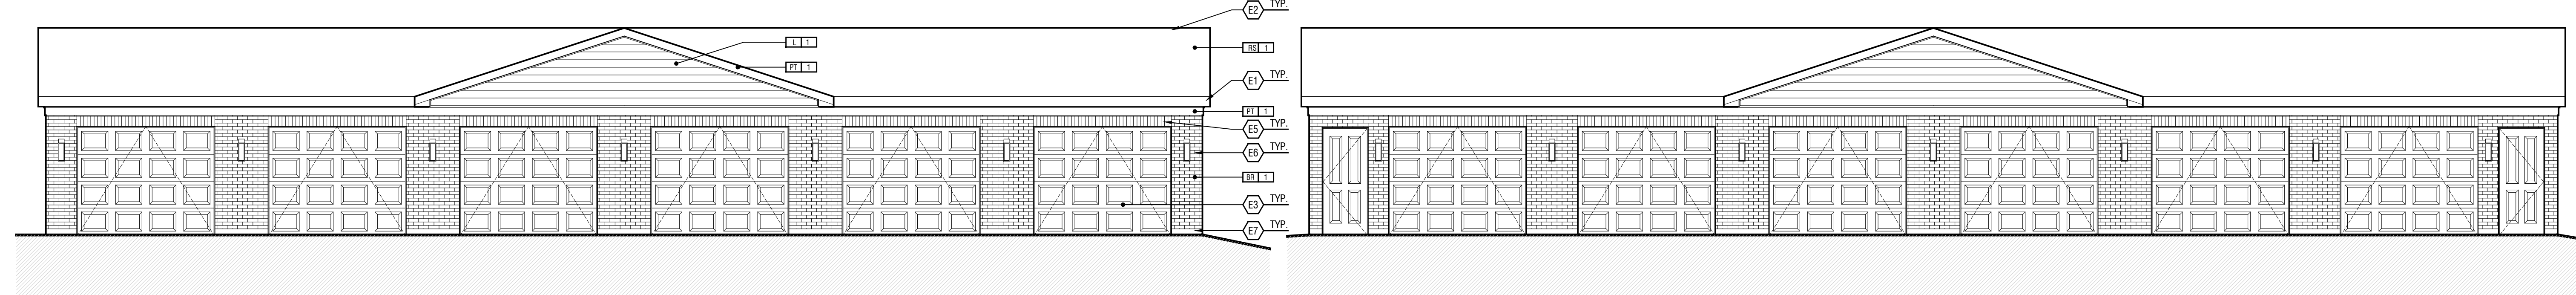 E2 TYP.
L 1
RS 1
PT 1
E1 TYP.
PT 1
E5 TYP.
E6 TYP.
BR 1
E3 TYP.
E7 TYP.